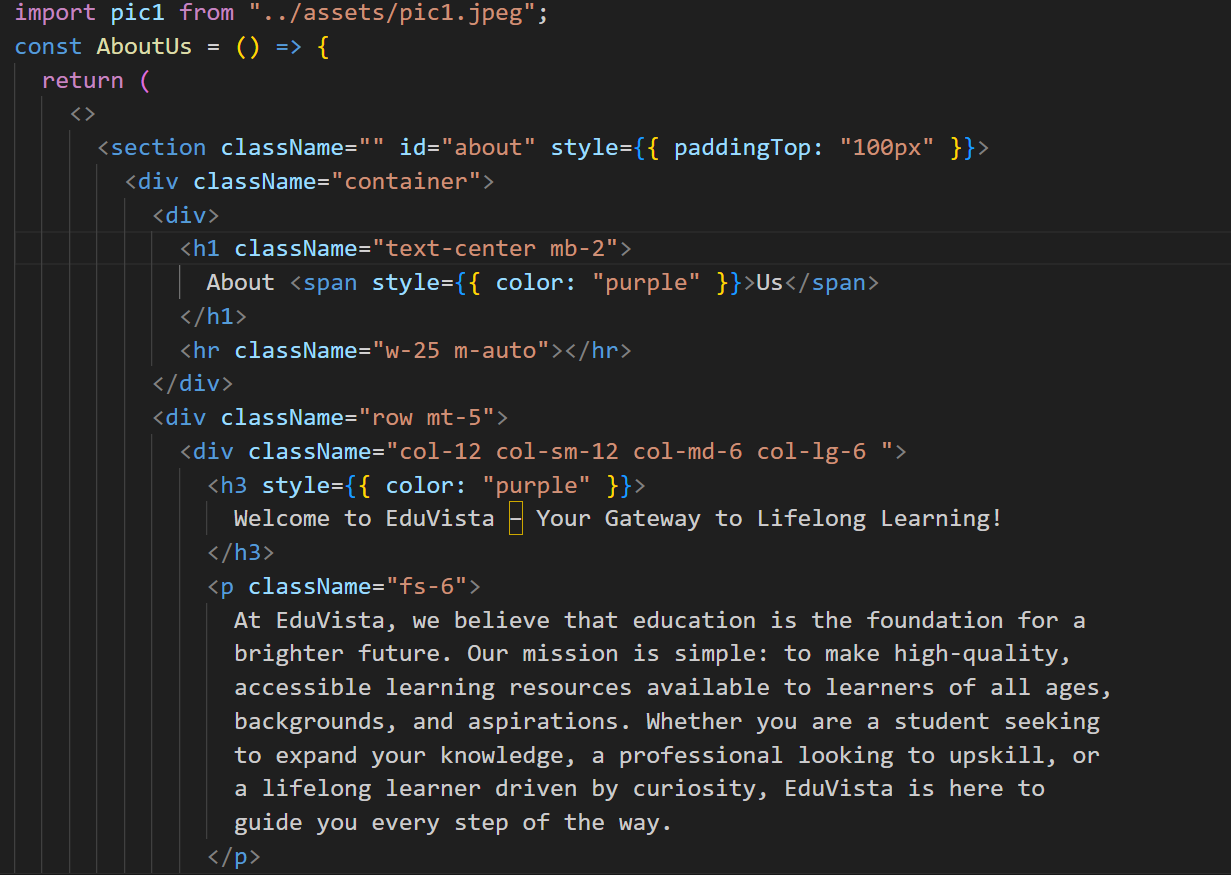 import pic1 from "../assets/pic1.jpeg";
const AboutUs = () => {
  return (
    <>
      <section className="" id="about" style={{ paddingTop: "100px" }}>
        <div className="container">
          <div>
            <h1 className="text-center mb-2">
              About <span style={{ color: "purple" }}>Us</span>
            </h1>
            <hr className="w-25 m-auto"></hr>
          </div>
          <div className="row mt-5">
            <div className="col-12 col-sm-12 col-md-6 col-lg-6 ">
              <h3 style={{ color: "purple" }}>
                Welcome to EduVista – Your Gateway to Lifelong Learning!
              </h3>
              <p className="fs-6">
                At EduVista, we believe that education is the foundation for a
                brighter future. Our mission is simple: to make high-quality,
                accessible learning resources available to learners of all ages,
                backgrounds, and aspirations. Whether you are a student seeking
                to expand your knowledge, a professional looking to upskill, or
                a lifelong learner driven by curiosity, EduVista is here to
                guide you every step of the way.
              </p>